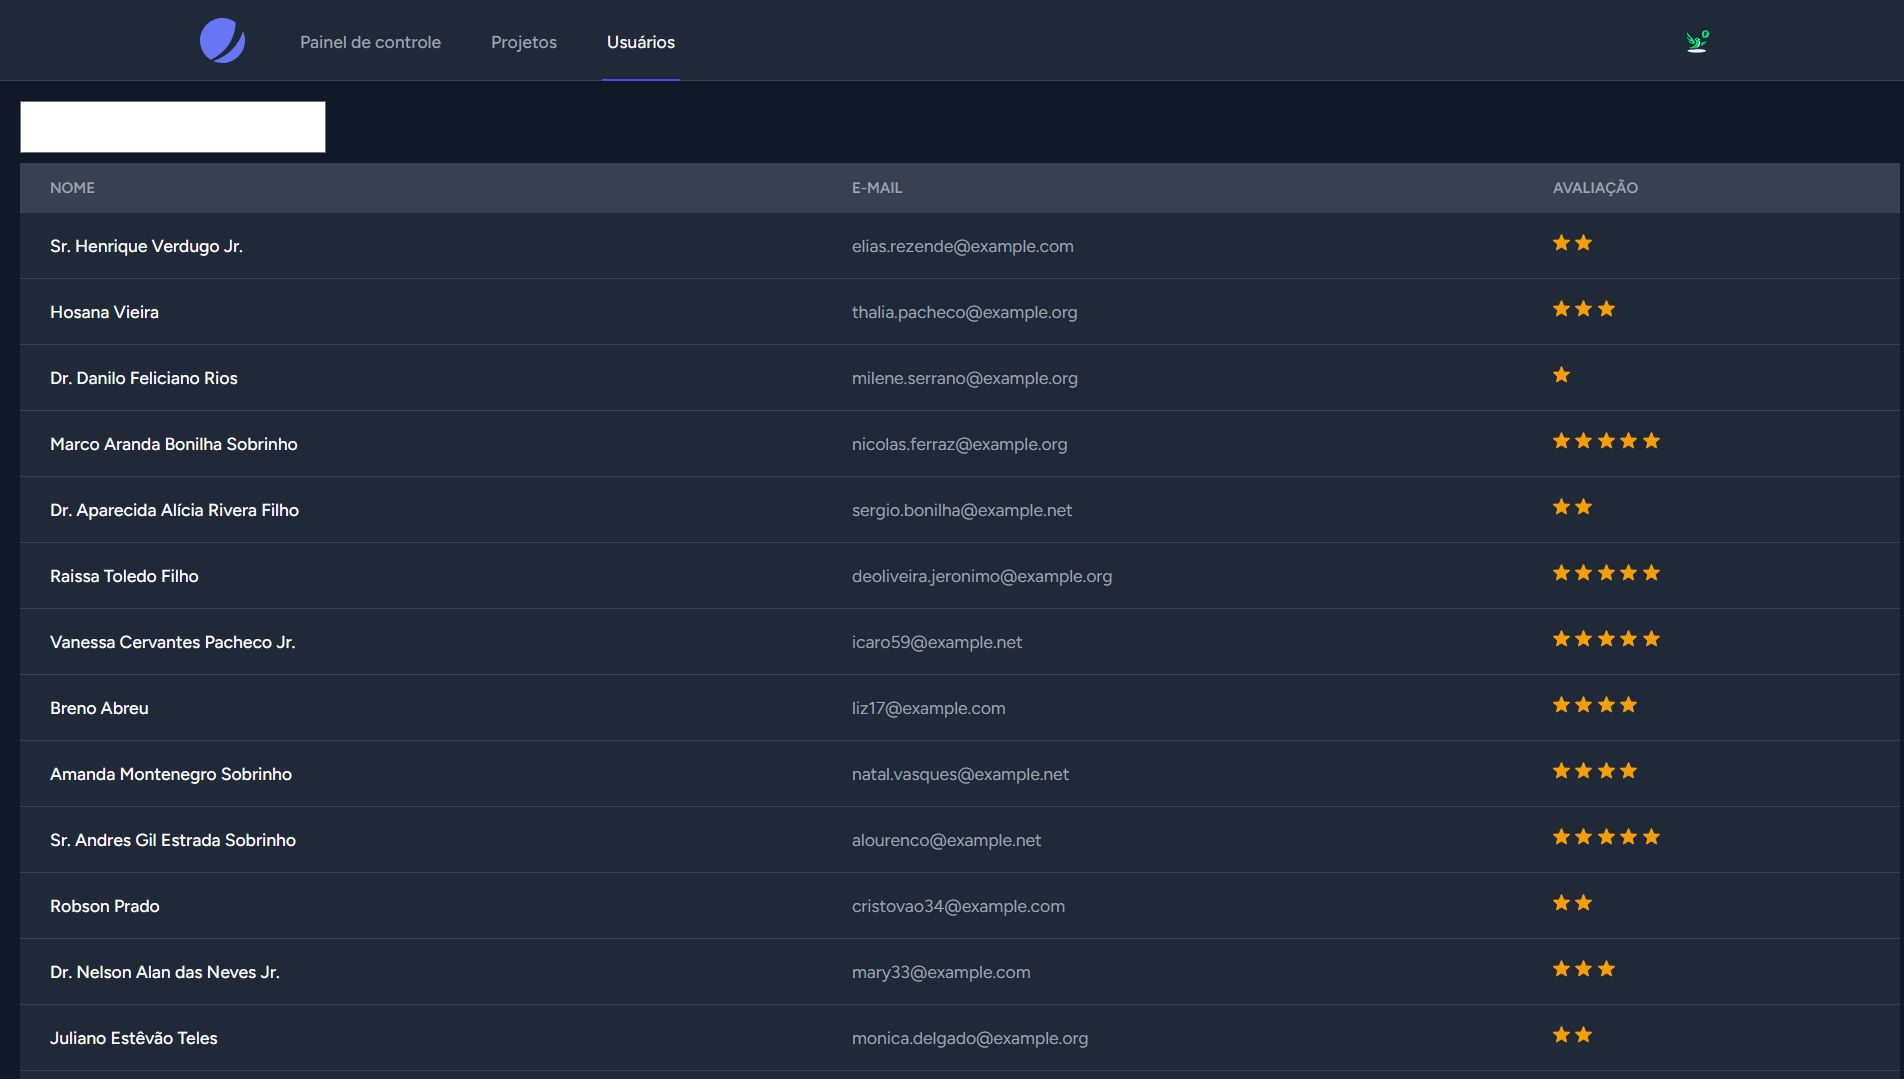 Painel de controle Projetos Usuários
NOME E-MAIL AVALIAÇÃO
Sr. Henrique Verdugo Jr. elias.rezende@example.com
Hosana Vieira thalia.pacheco@example.org
Dr. Danilo Feliciano Rios milene.serrano@example.org
Marco Aranda Bonilha Sobrinho nicolas.ferraz@example.org
Dr. Aparecida Alícia Rivera Filho sergio.bonilha@example.net
Raissa Toledo Filho deoliveira.jeronimo@example.org
Vanessa Cervantes Pacheco Jr. icaro59@example.net
Breno Abreu liz17@example.com
Amanda Montenegro Sobrinho natal.vasques@example.net
Sr. Andres Gil Estrada Sobrinho alourenco@example.net
Robson Prado cristovao34@example.com
Dr. Nelson Alan das Neves Jr. mary33@example.com
Juliano Estêvão Teles monica.delgado@example.org